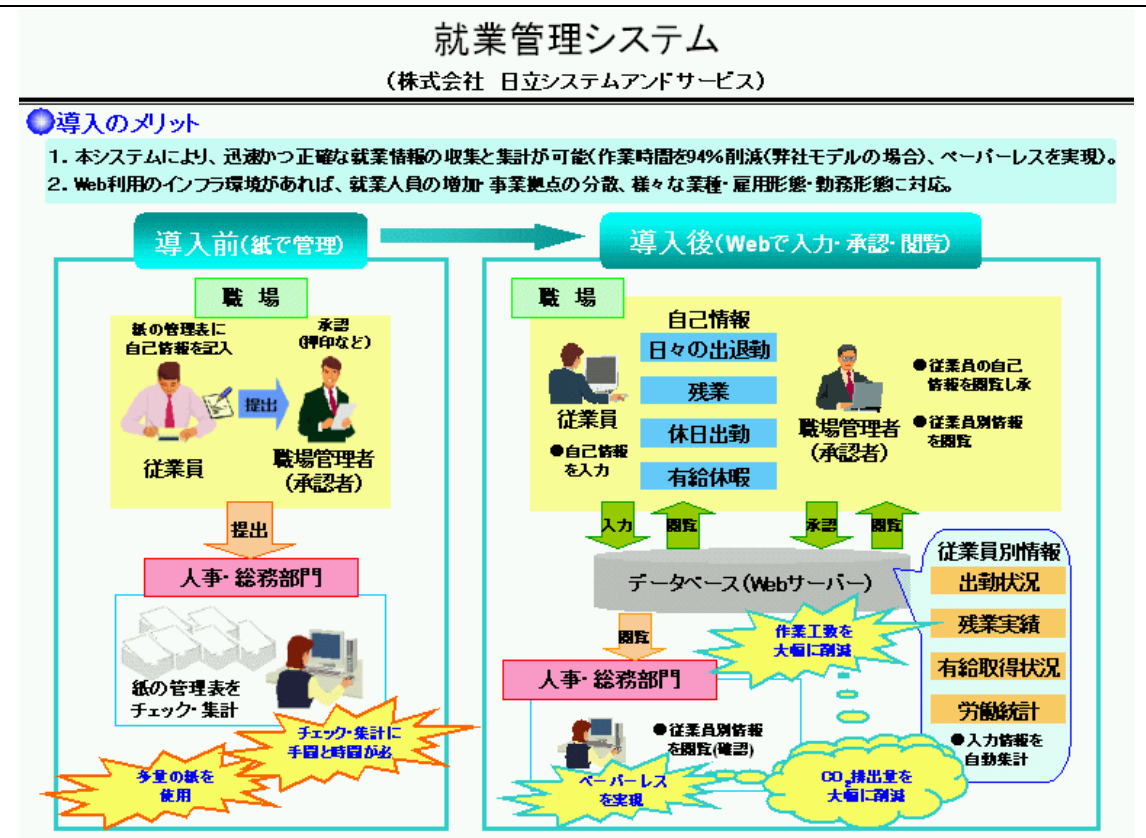 就業管理システム
(株式会社 日立システムアンドサービス)
導入のメリット
1. 本システムにより、迅速かつ正確な就業情報の収集と集計が可能(作業時間を94%削減(弊社モデルの場合)、ペーパーレスを実現)。
2. Web利用のインフラ環境があれば、就業人員の増加・事業拠点の分散、様々な業種・雇用形態・勤務形態に対応。
導入前(紙で管理)
職 場
紙の管理表に
自己情報を記入
承認
(押印など)
提出
従業員
職場管理者
(承認者)
提出
人事・総務部門
紙の管理表を
チェック・集計
チェック・集計に
手間と時間が必
多量の紙を
使用
導入後(Webで入力・承認・閲覧)
職 場
自己情報
日々の出退勤
残業
休日出勤
有給休暇
従業員
●自己情報
を入力
職場管理者
(承認者)
●従業員の自己
情報を閲覧し承
●従業員別情報
を閲覧
入力
閲覧
承認
閲覧
データベース(Webサーバー)
従業員別情報
出勤状況
残業実績
有給取得状況
労働統計
●入力情報を
自動集計
閲覧
作業工数を
大幅に削減
人事・総務部門
●従業員別情報
を閲覧(確認)
ペーパーレス
を実現
CO2排出量を
大幅に削減